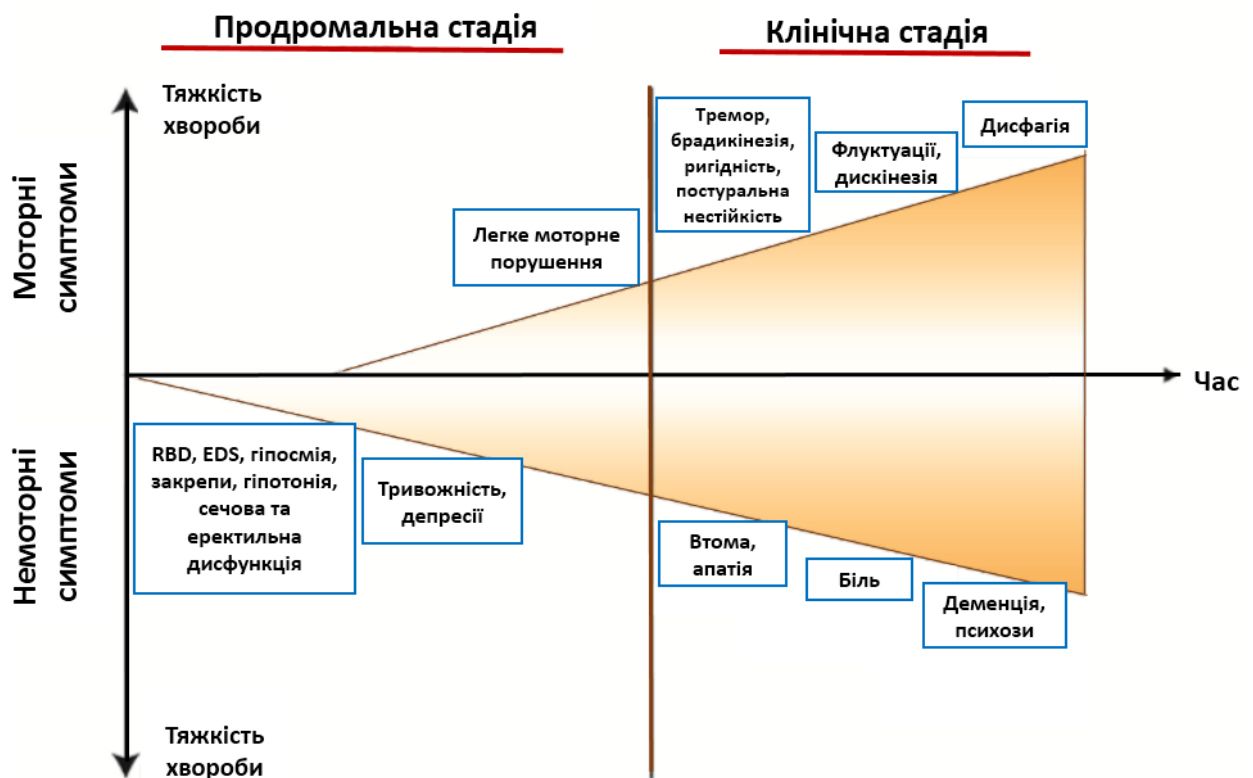 Продромальна стадія
Клінічна стадія
Тяжкість
хвороби
Моторні
симптоми
Легке моторне
порушення
Тремор,
брадикінезія,
ригідність,
постуральна
нестійкість
Флуктуації,
дискінезія
Дисфагія
Час
Немоторні
симптоми
RBD, EDS, гіпосмія,
закрепи, гіпотонія,
сечова та
еректильна
дисфункція
Тривожність,
депресії
Втома,
апатія
Біль
Деменція,
психози
Тяжкість
хвороби